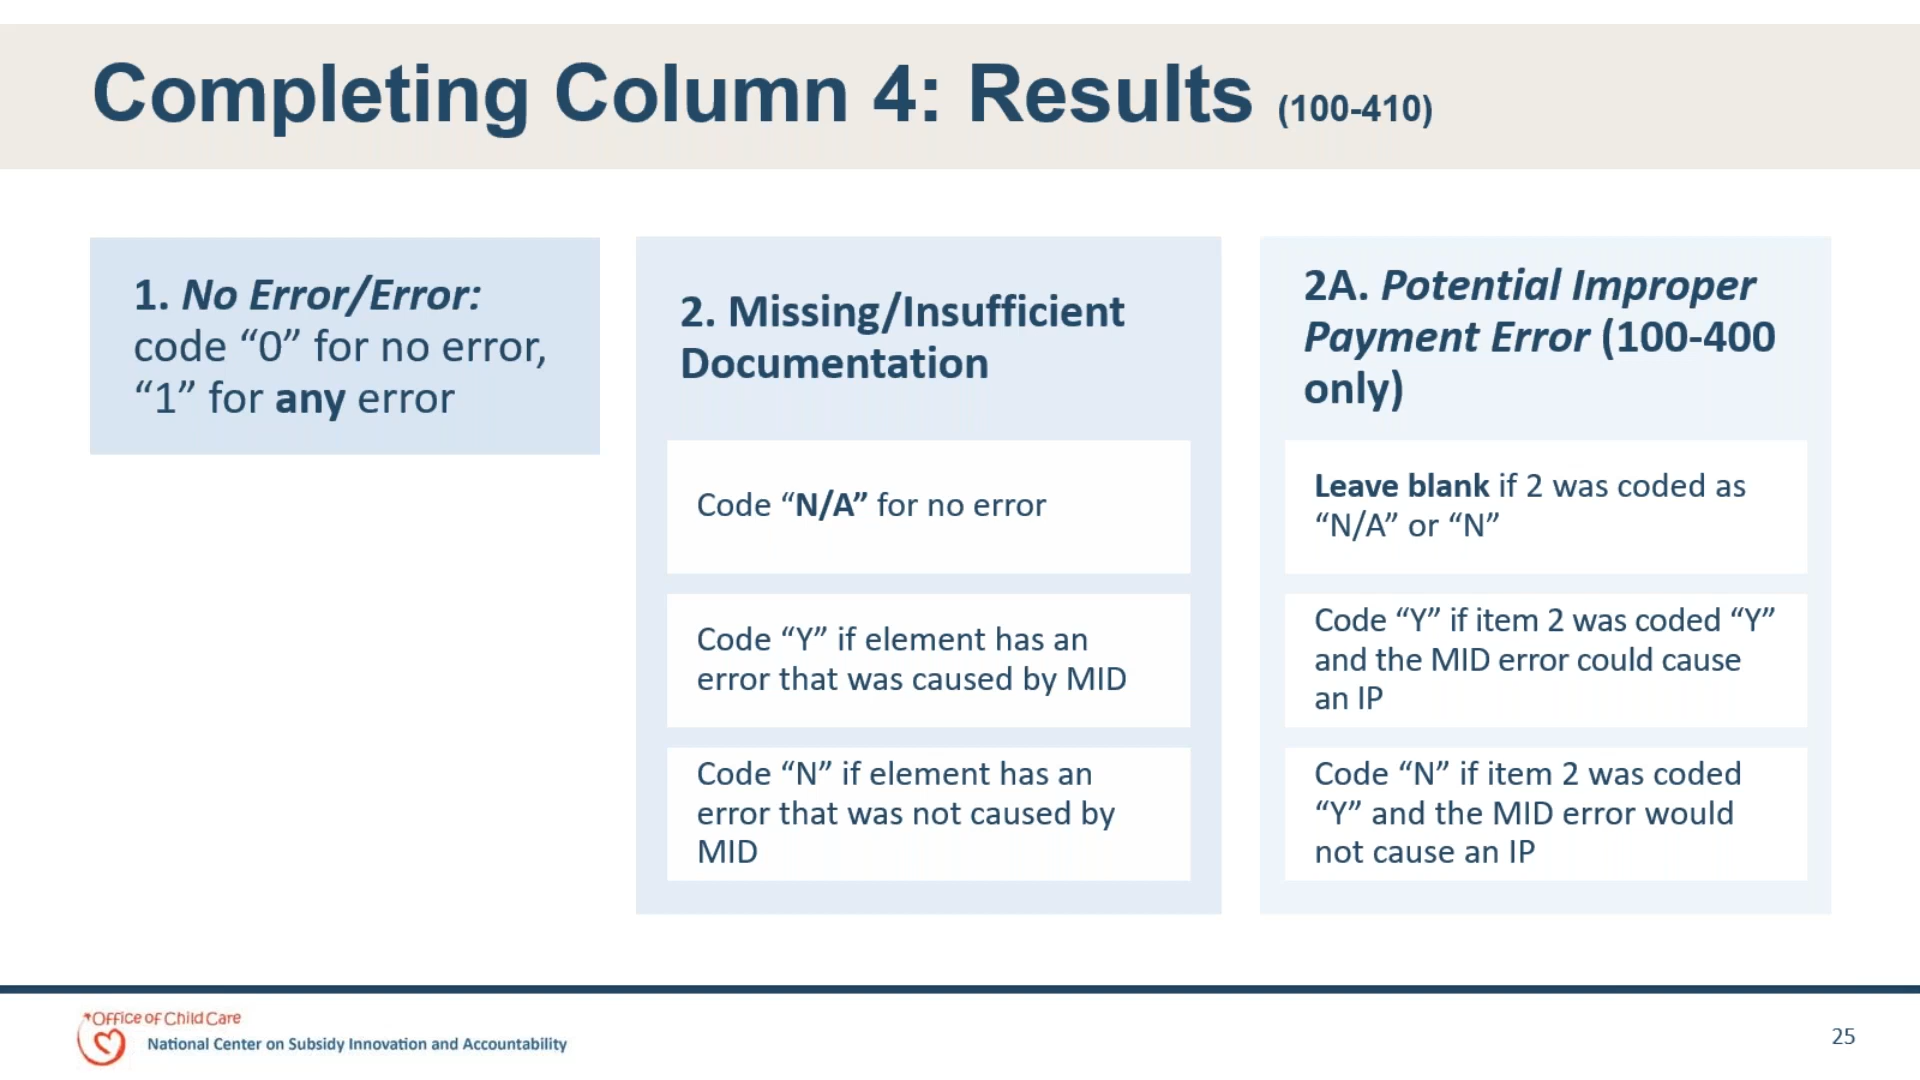 Completing Column 4: Results (100-410)
1. No Error/Error:
code “0” for no error,
“1” for any error
2. Missing/Insufficient
Documentation
Code “N/A” for no error
Code “Y” if element has an
error that was caused by MID
Code “N” if element has an
error that was not caused by
MID
2A. Potential Improper
Payment Error (100-400
only)
Leave blank if 2 was coded as
“N/A” or “N”
Code “Y” if item 2 was coded “Y”
and the MID error could cause
an IP
Code “N” if item 2 was coded
“Y” and the MID error would
not cause an IP
Office of Child Care
National Center on Subsidy Innovation and Accountability
25